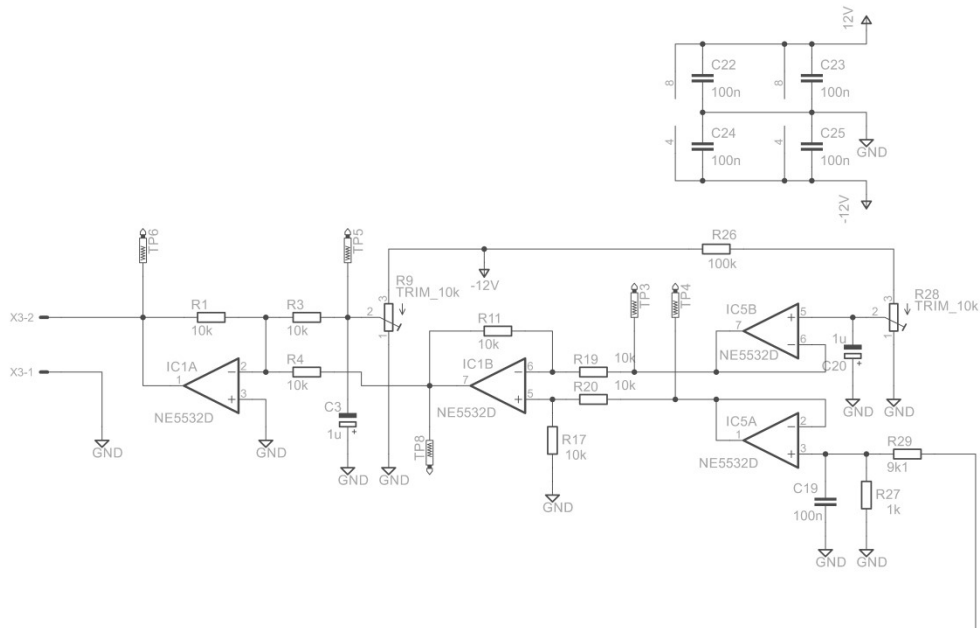 12V
C22
100n
C23
100n
8
8
C24
100n
C25
100n
4
4
GND
-12V
TP6
TP5
R26
100k
-12V
R9
TRIM_10k
3
2
1
TP3
TP4
R28
TRIM_10k
3
2
1
X3-2
R1
10k
R3
10k
R11
10k
IC5B
7
5
6
+
−
NE5532D
1u
C20
+
X3-1
IC1A
1
2
3
−
+
NE5532D
R4
10k
IC1B
7
6
5
−
+
NE5532D
R19
10k
R20
10k
IC5A
1
2
3
−
+
NE5532D
GND
GND
R29
9k1
C3
1u
+
TP8
R17
10k
C19
100n
R27
1k
GND
GND
GND
GND
GND
GND
GND